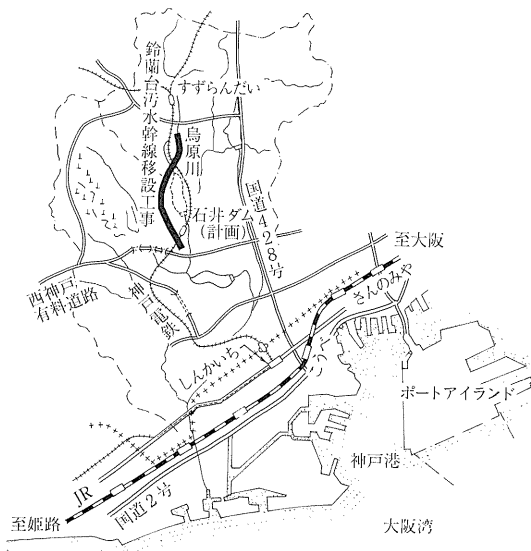 鈴蘭台汚水幹線移設工事
すずらんだい
烏原川
石井ダム
(計画)
国道428号
至大阪
西神戸
有料道路
神戸電鉄
さんのみや
しんかいち
こうべ
ポートアイランド
神戸港
JR
国道2号
至姫路
大阪湾